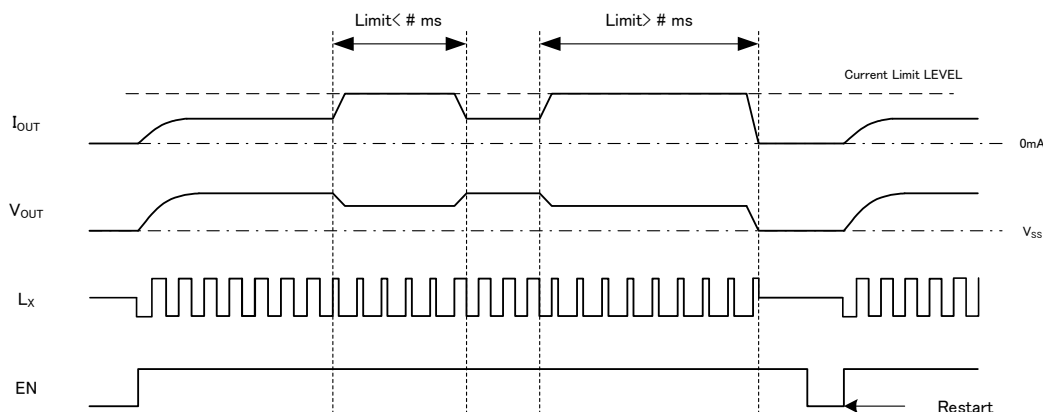 Limit< # ms
Limit> # ms
Current Limit LEVEL
IOUT
0mA
VOUT
VSS
LX
EN
Restart